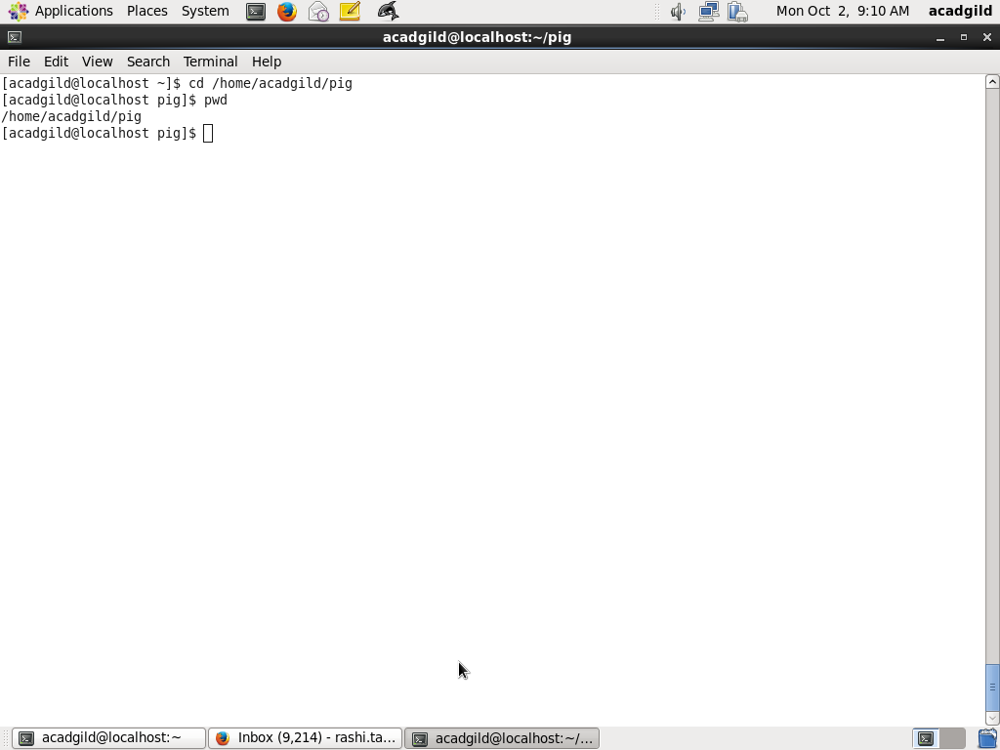 Applications Places System Mon Oct 2, 9:10 AM acadgild
acadgild@localhost:~/pig
File Edit View Search Terminal Help
[acadgild@localhost ~]$ cd /home/acadgild/pig
[acadgild@localhost pig]$ pwd
/home/acadgild/pig
[acadgild@localhost pig]$
acadgild@localhost:~ Inbox (9,214) - rashi.ta... acadgild@localhost:~/...